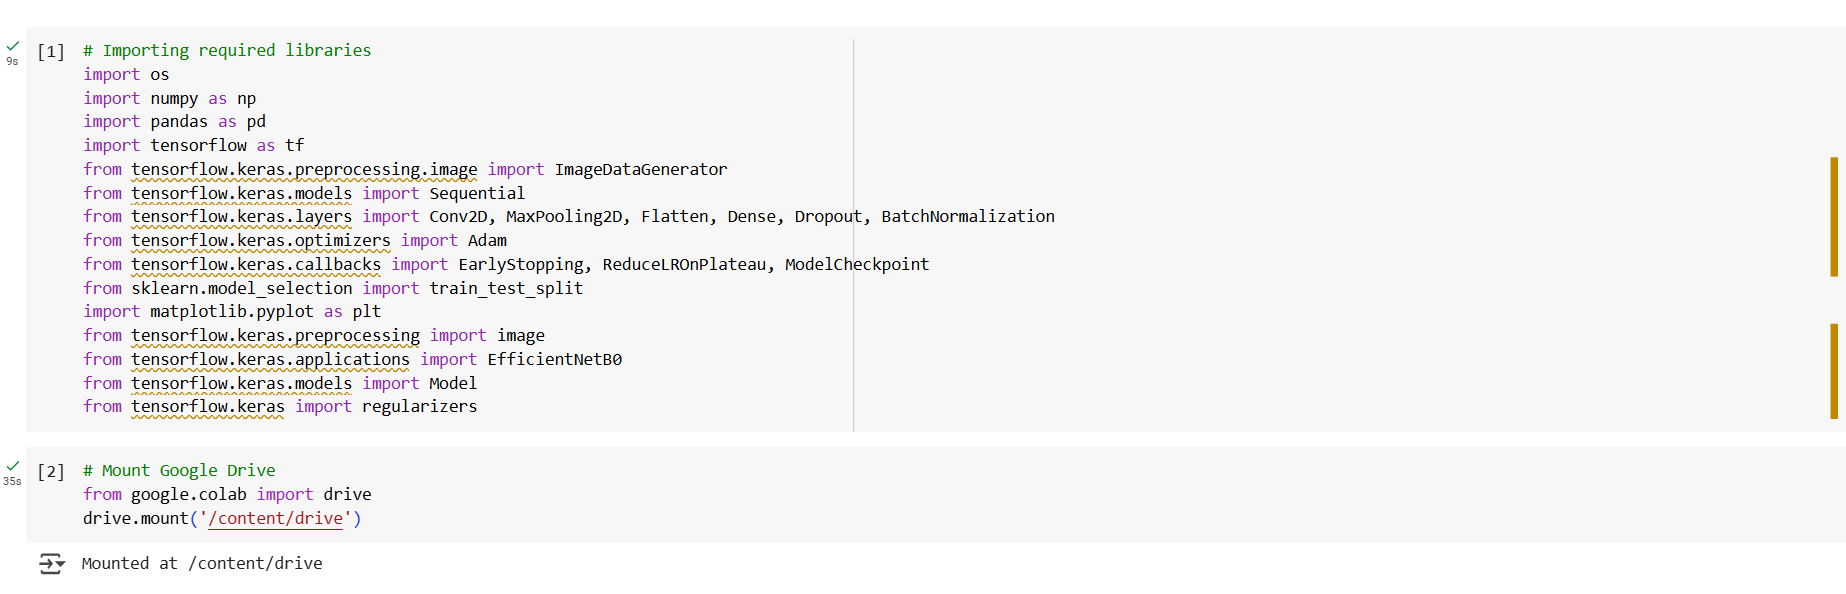 [1] # Importing required libraries
9s
import os
import numpy as np
import pandas as pd
import tensorflow as tf
from tensorflow.keras.preprocessing.image import ImageDataGenerator
from tensorflow.keras.models import Sequential
from tensorflow.keras.layers import Conv2D, MaxPooling2D, Flatten, Dense, Dropout, BatchNormalization
from tensorflow.keras.optimizers import Adam
from tensorflow.keras.callbacks import EarlyStopping, ReduceLROnPlateau, ModelCheckpoint
from sklearn.model_selection import train_test_split
import matplotlib.pyplot as plt
from tensorflow.keras.preprocessing import image
from tensorflow.keras.applications import EfficientNetB0
from tensorflow.keras.models import Model
from tensorflow.keras import regularizers
[2] # Mount Google Drive
35s
from google.colab import drive
drive.mount('/content/drive')
Mounted at /content/drive